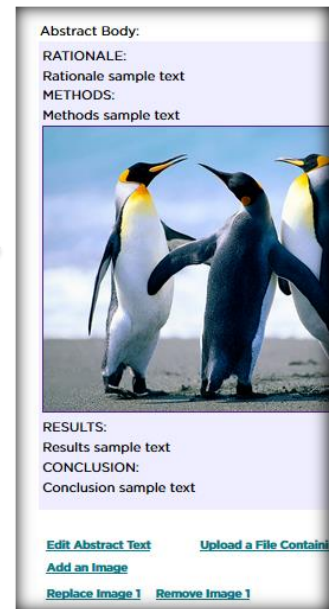 Abstract Body:
RATIONALE:
Rationale sample text
METHODS:
Methods sample text
RESULTS:
Results sample text
CONCLUSION:
Conclusion sample text
Edit Abstract Text Upload a File
Add an Image
Replace Image 1 Remove Image 1